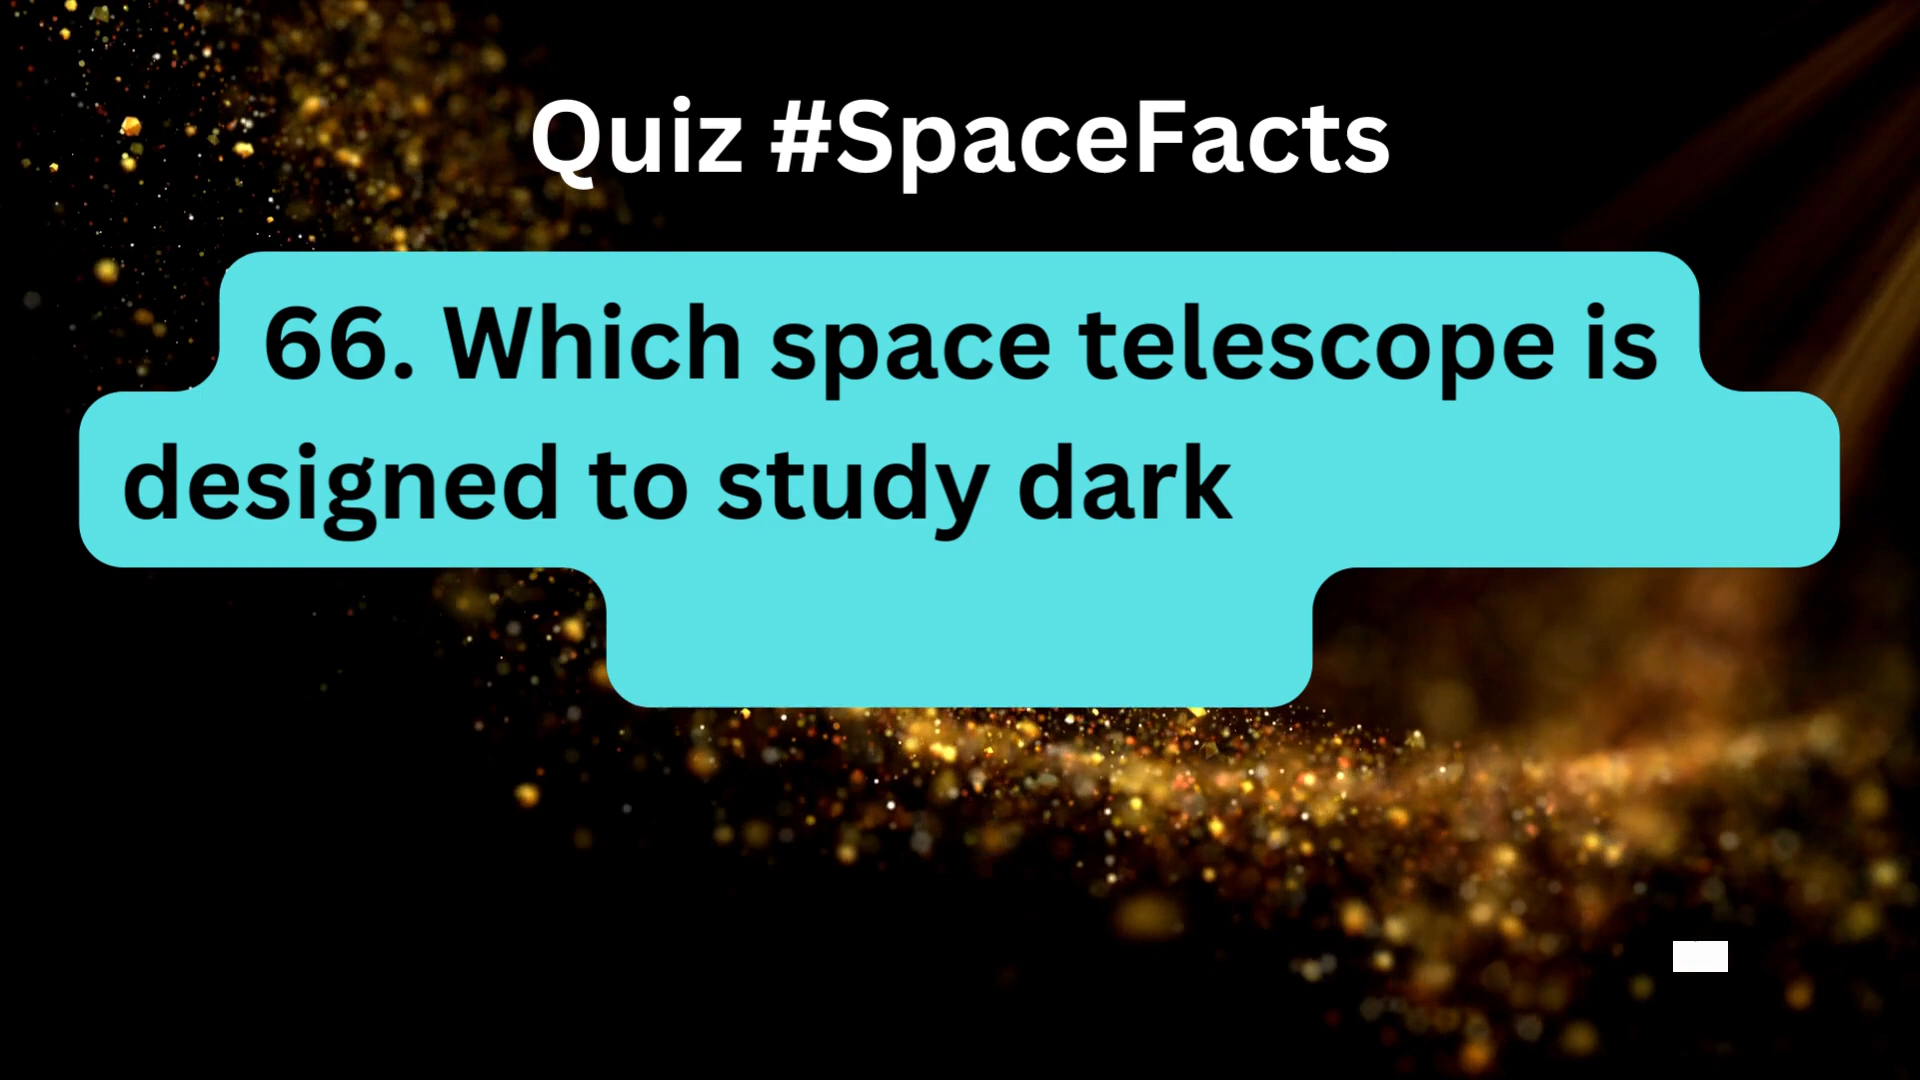 Quiz #SpaceFacts
66. Which space telescope is
designed to study dark